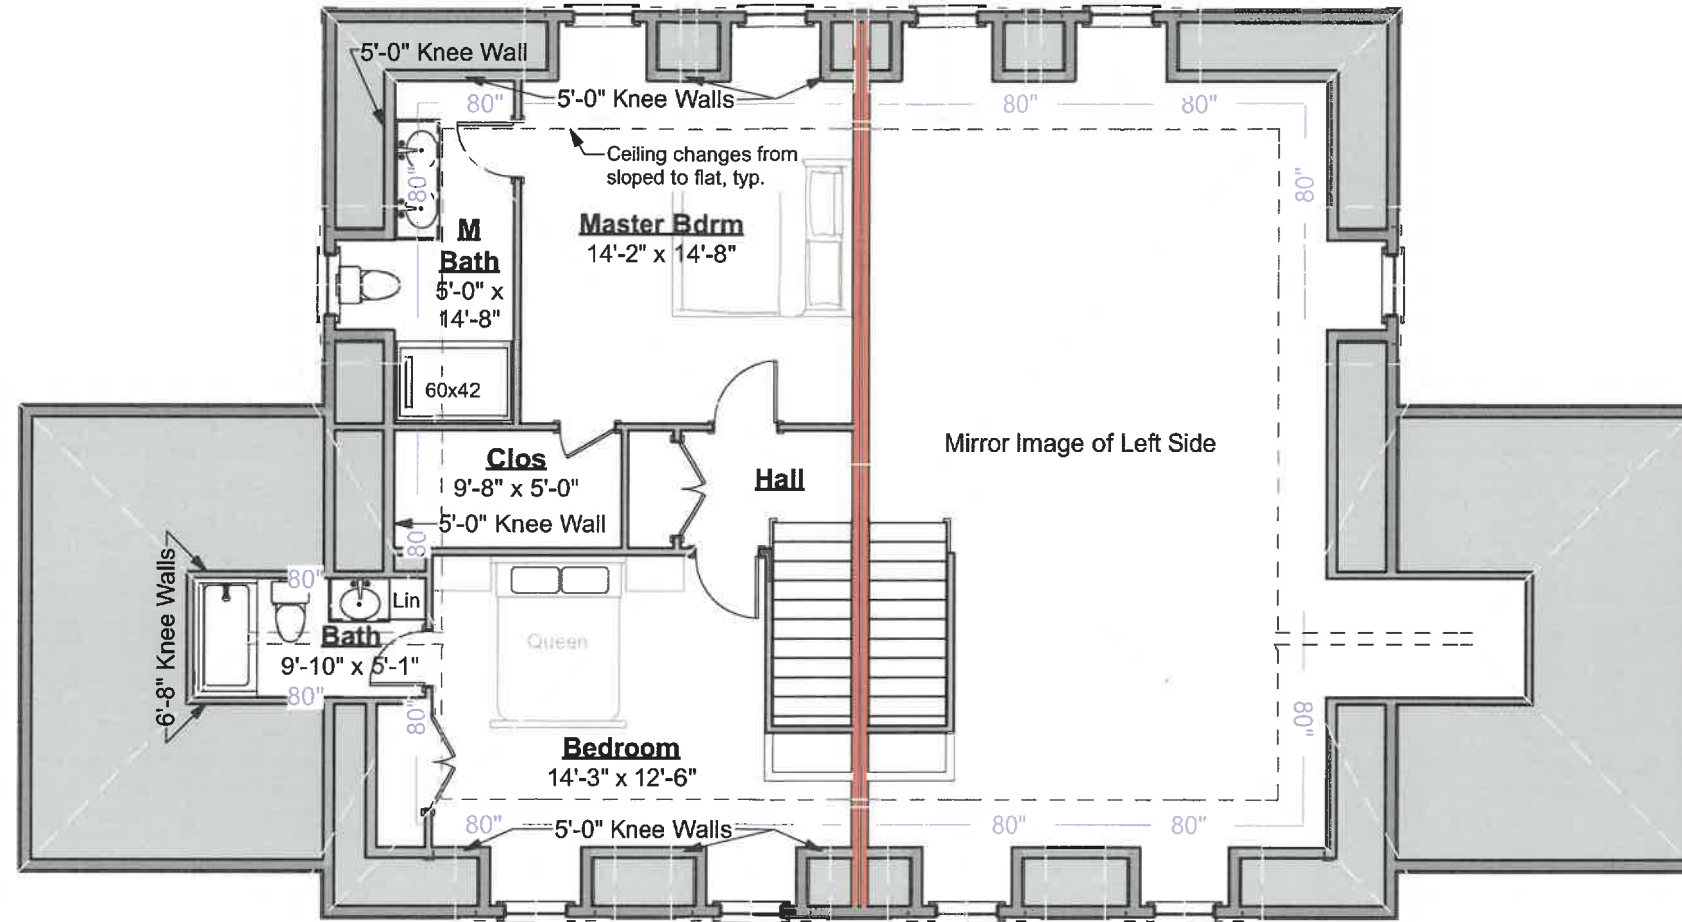 5'-0" Knee Wall
80"
5'-0" Knee Walls
80"
80"
Ceiling changes from
sloped to flat, typ.
80"
80"
M
Bath
5'-0" x
14'-8"
Master Bdrm
14'-2" x 14'-8"
60x42
Clos
9'-8" x 5'-0"
5'-0" Knee Wall
Hall
Mirror Image of Left Side
80
6'-8" Knee Walls
80"
Lin
Bath
9'-10" x 5'-1"
80"
80"
Queen
Bedroom
14'-3" x 12'-6"
80"
80"
5'-0" Knee Walls
80"
80"